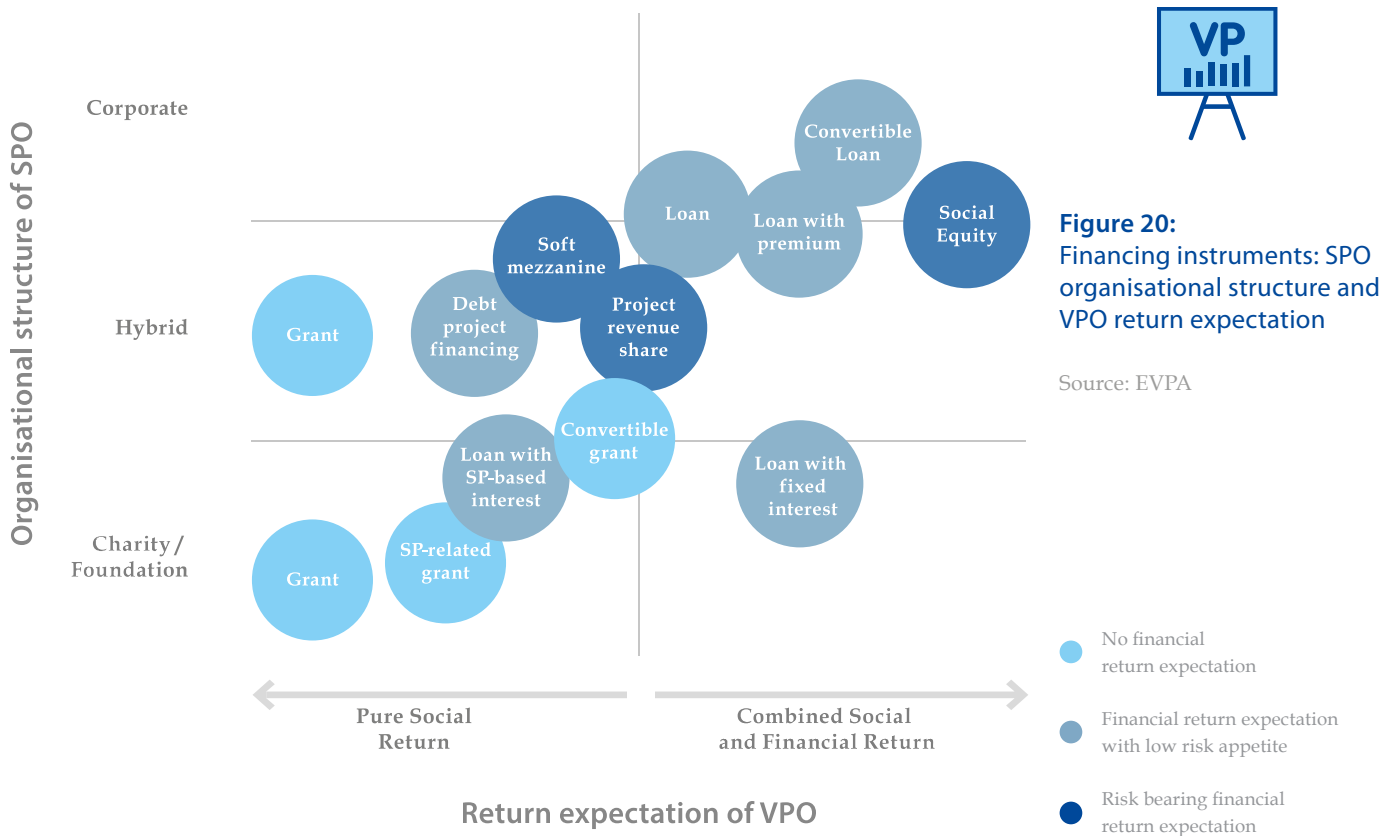 VP
Organisational structure of SPO
Corporate
Hybrid
Charity /
Foundation
Convertible
Loan
Loan
Loan with
premium
Social
Equity
Soft
mezzanine
Grant
Debt
project
financing
Project
revenue
share
Convertible
grant
Loan with
SP-based
interest
Loan with
fixed
interest
Grant
SP-related
grant
Pure Social
Return
Combined Social
and Financial Return
Return expectation of VPO
Figure 20:
Financing instruments: SPO
organisational structure and
VPO return expectation
Source: EVPA
No financial
return expectation
Financial return expectation
with low risk appetite
Risk bearing financial
return expectation